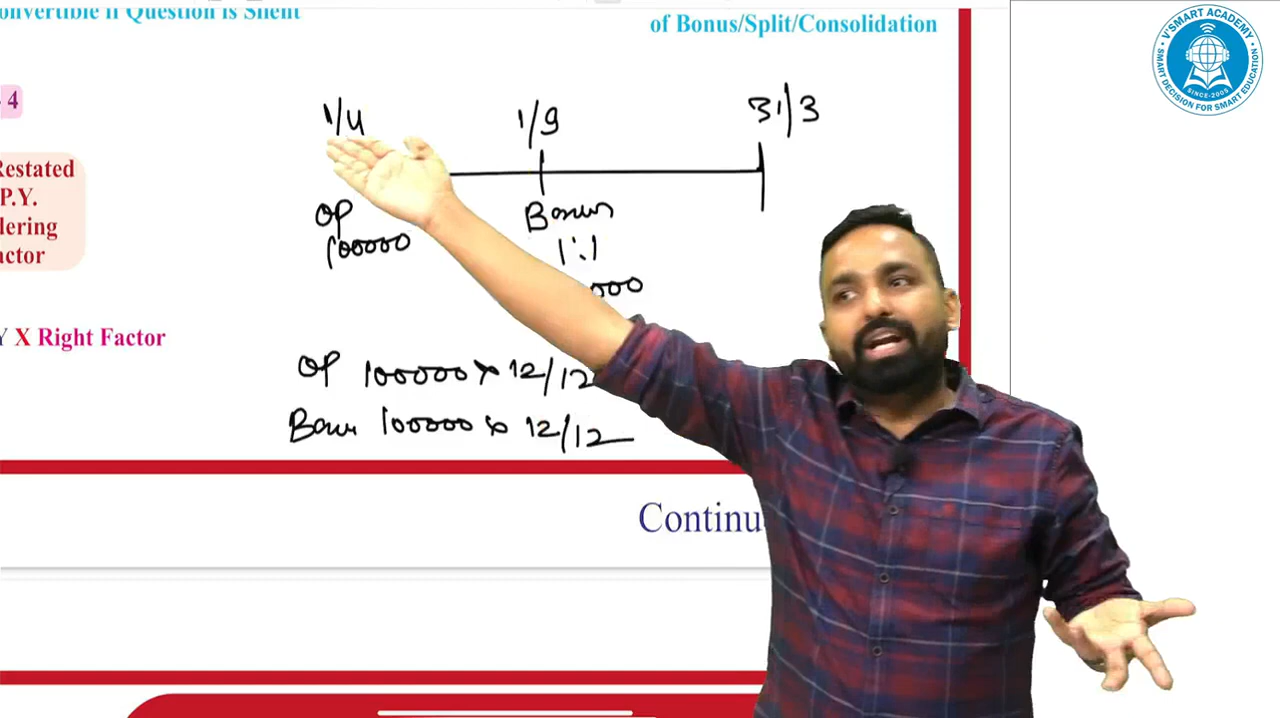 onvertible if Question is Silent
of Bonus/Split/Consolidation
V'SMART ACADEMY
SINCE-2005
SMART DECISION FOR SMART EDUCATION
4
1/4
1/9
31/3
Restated
P.Y.
dering
actor
OP
100000
Bonus
1:1
000
Y X Right Factor
OP 100000 x 12/12
Bonus 100000 x 12/12
Continu